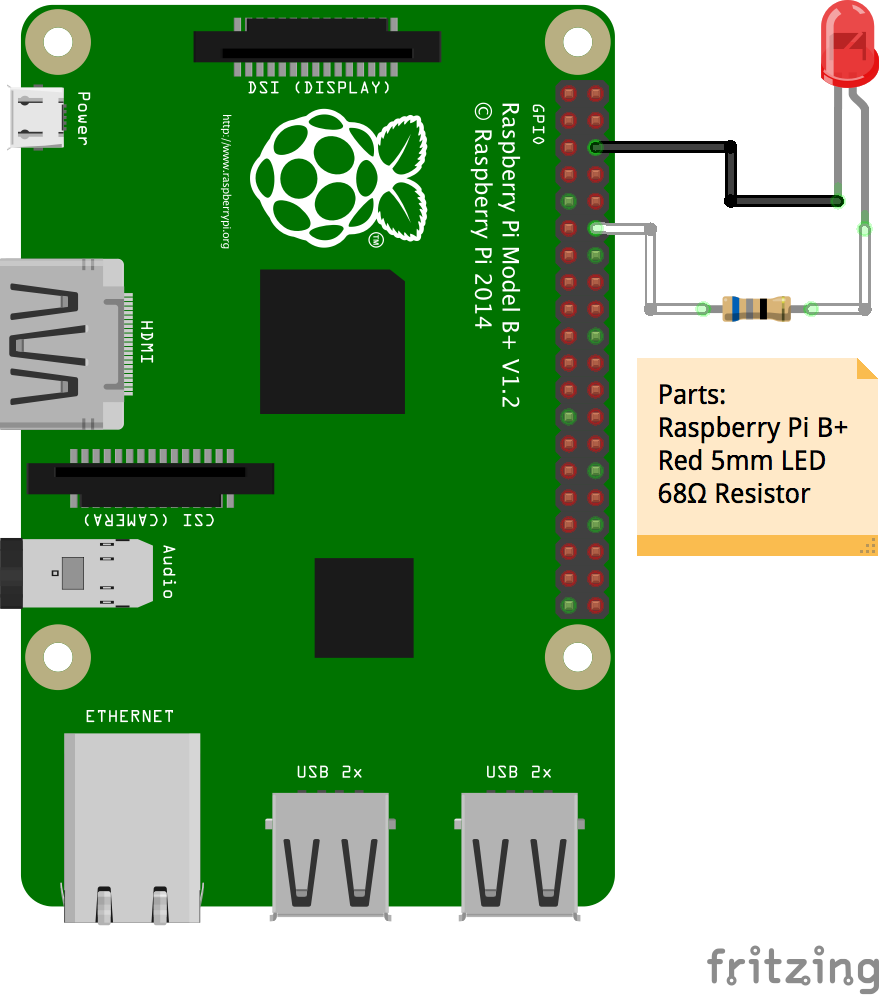 DSI (DISPLAY)
Power
http://www.raspberrypi.org
TM
GPIO
Raspberry Pi Model B+ V1.2
© Raspberry Pi 2014
HDMI
Parts:
Raspberry Pi B+
Red 5mm LED
68Ω Resistor
CSI (CAMERA)
Audio
ETHERNET
USB 2x
USB 2x
fritzing